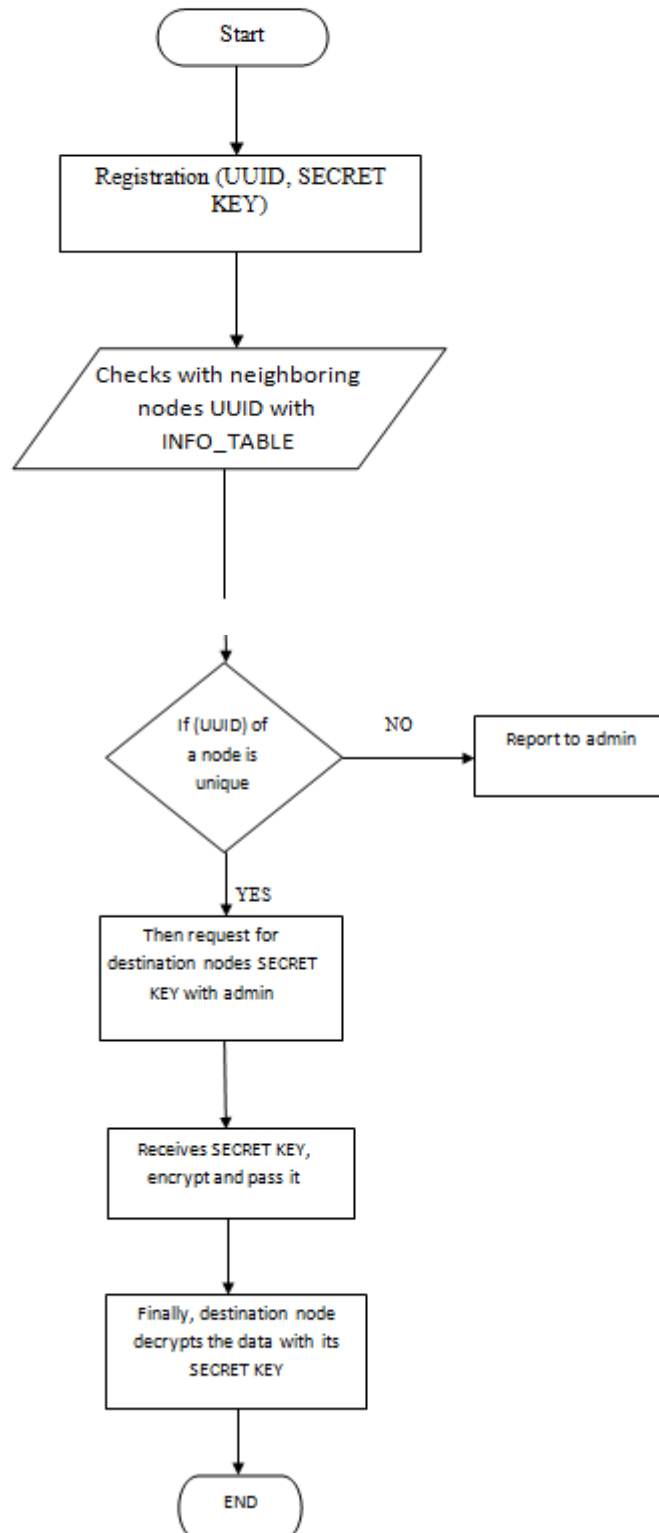 Start
Registration (UUID, SECRET
KEY)
Checks with neighboring
nodes UUID with
INFO_TABLE
If (UUID) of
a node is
unique
NO
Report to admin
YES
Then request for
destination nodes SECRET
KEY with admin
Receives SECRET KEY,
encrypt and pass it
Finally, destination node
decrypts the data with its
SECRET KEY
END